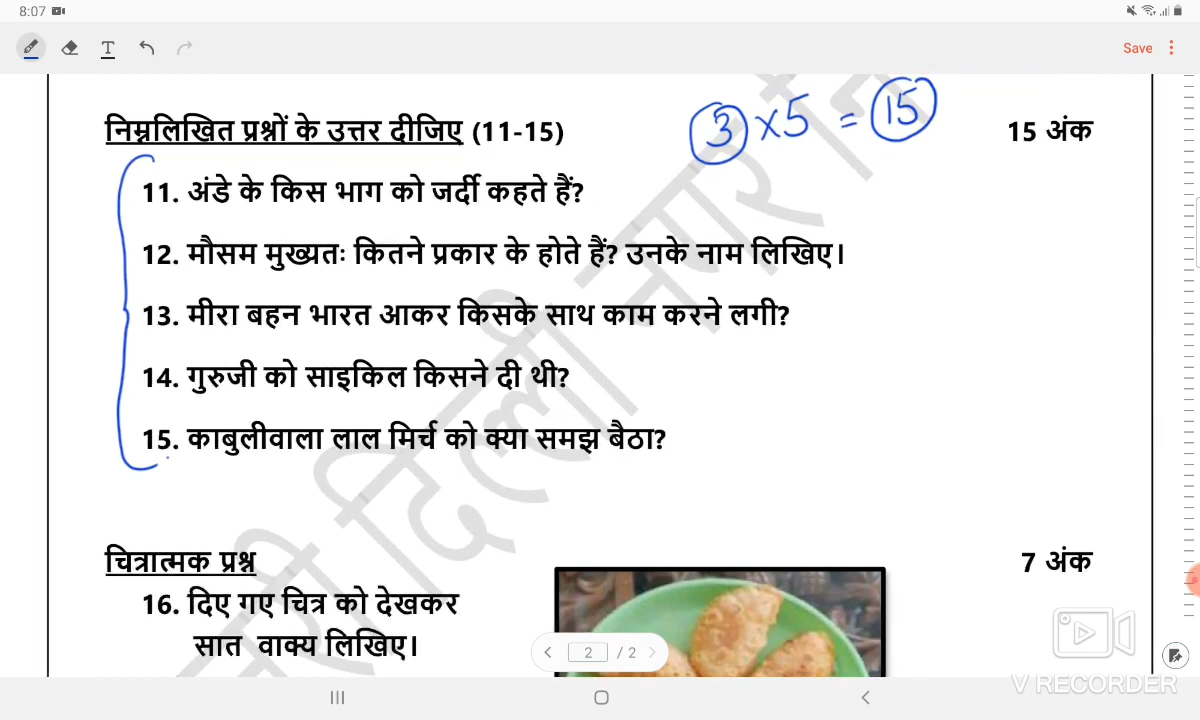 8:07
T
Save
3 × 5 = 15
निम्नलिखित प्रश्नों के उत्तर दीजिए (11-15) 15 अंक
11. अंडे के किस भाग को जर्दी कहते हैं?
12. मौसम मुख्यतः कितने प्रकार के होते हैं? उनके नाम लिखिए।
13. मीरा बहन भारत आकर किसके साथ काम करने लगी?
14. गुरुजी को साइकिल किसने दी थी?
15. काबुलीवाला लाल मिर्च को क्या समझ बैठा?
चित्रात्मक प्रश्न 7 अंक
16. दिए गए चित्र को देखकर
सात वाक्य लिखिए।
2 / 2
V RECORDER
दिल्ली नगर